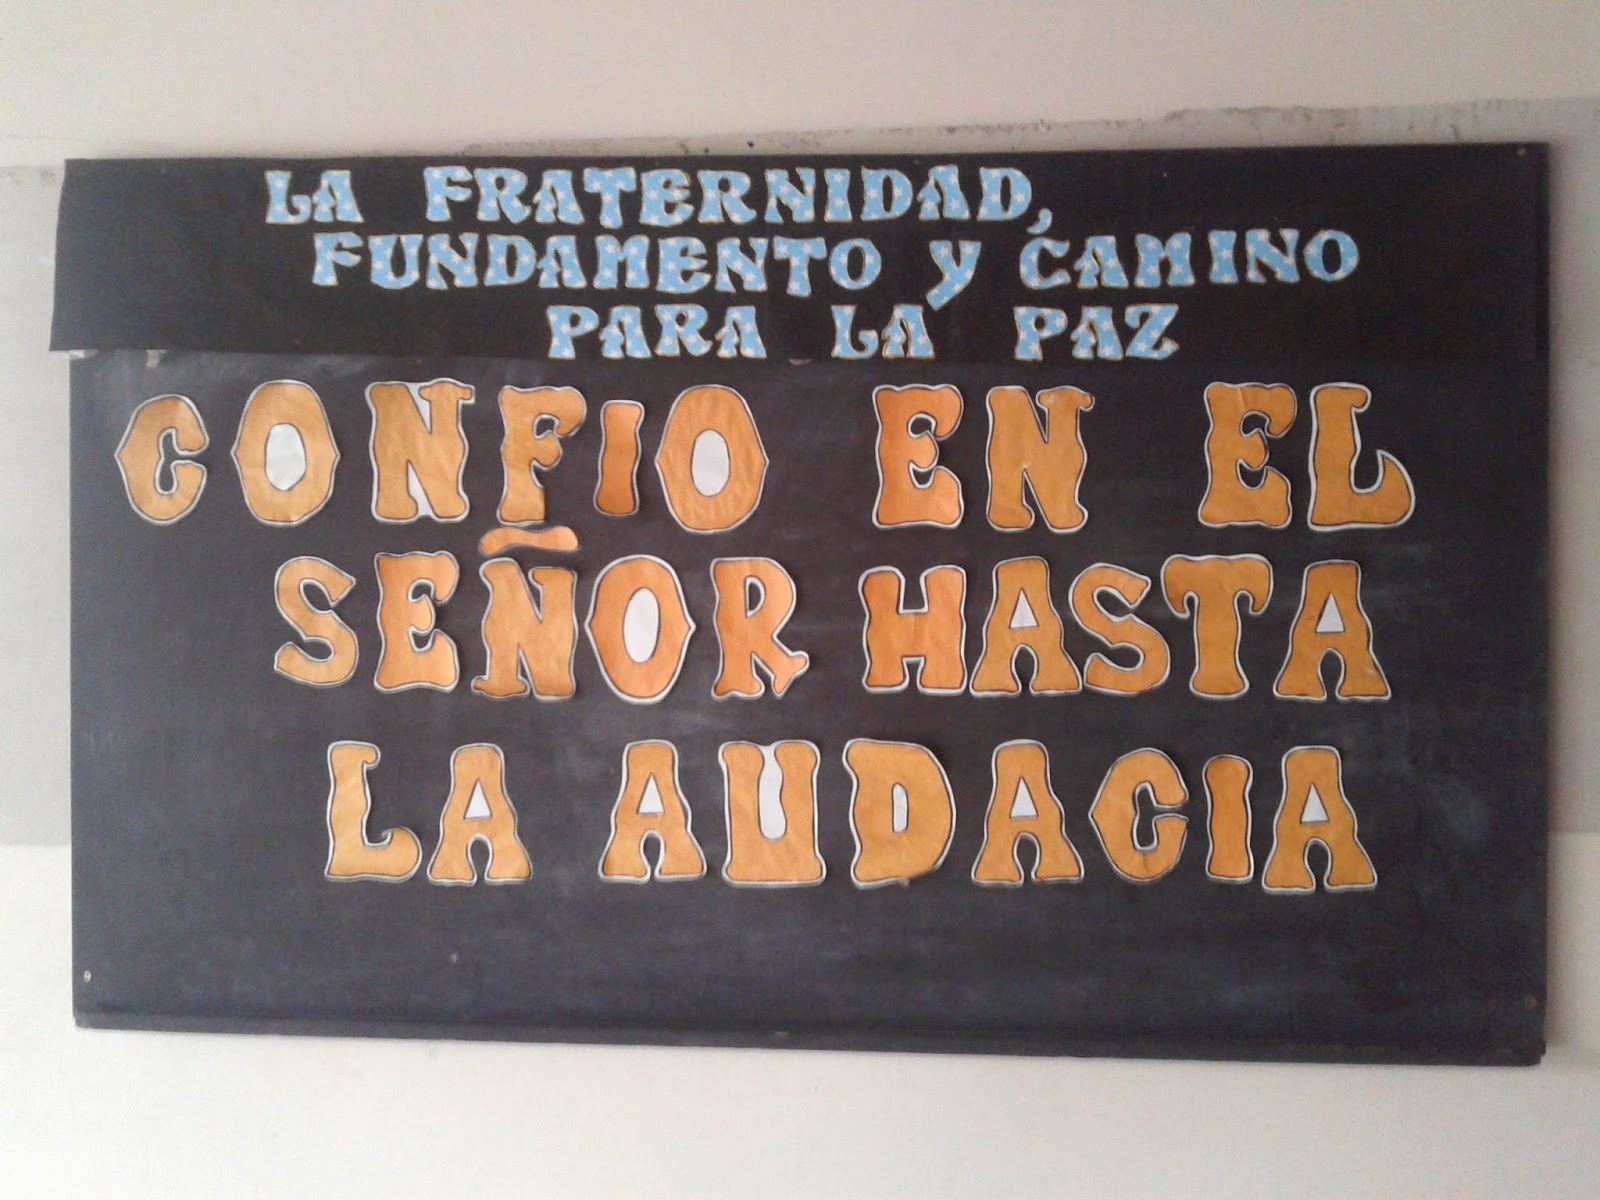 LA FRATERNIDAD,
FUNDAMENTO Y CAMINO
PARA LA PAZ
CONFIO EN EL
SEÑOR HASTA
LA AUDACIA